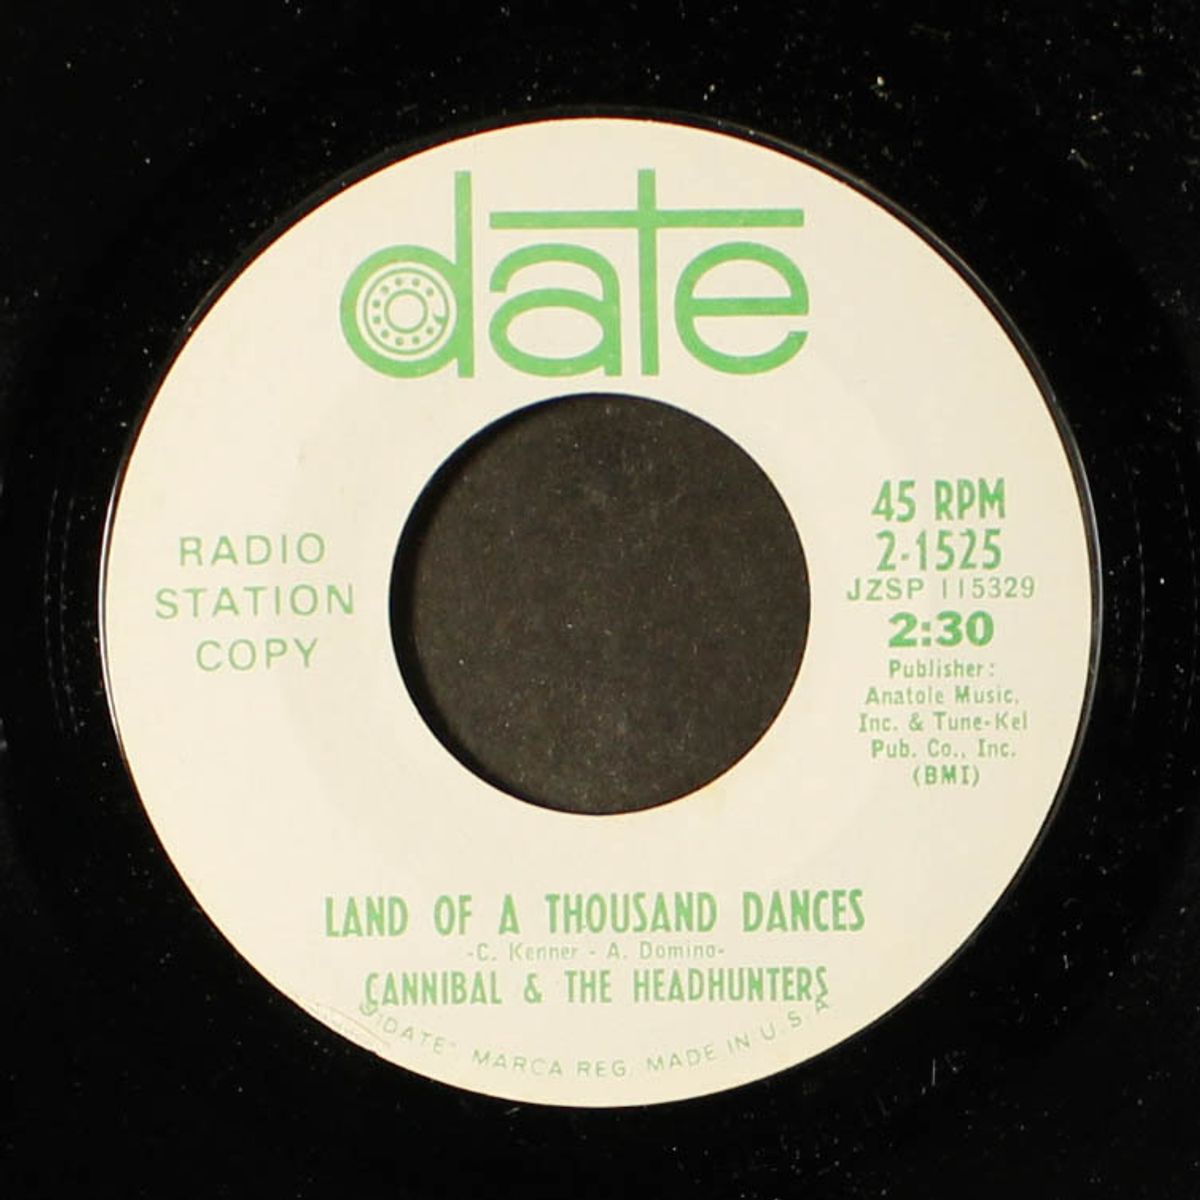 date
RADIO
STATION
COPY
45 RPM
2-1525
JZSP 115329
2:30
Publisher:
Anatole Music,
Inc. & Tune-Kel
Pub. Co., Inc.
(BMI)
LAND OF A THOUSAND DANCES
-C. Kenner - A. Domino-
CANNIBAL & THE HEADHUNTERS
"DATE" MARCA REG. MADE IN U.S.A